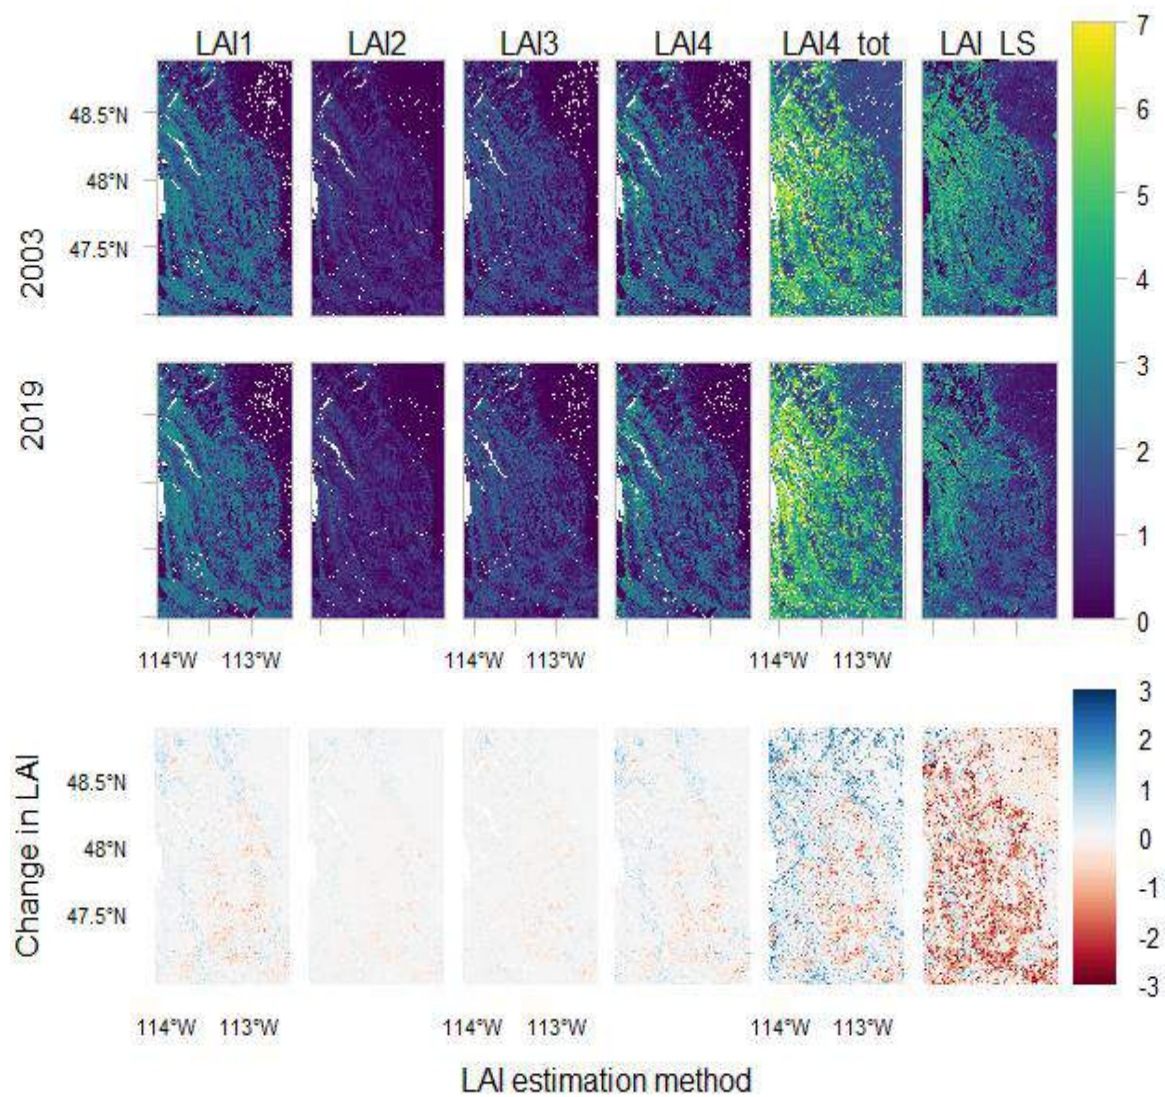 LAI1 LAI2 LAI3 LAI4 LAI4_tot LAI_LS
7
6
5
4
3
2
1
0
2003
48.5°N
48°N
47.5°N
2019
114°W 113°W 114°W 113°W 114°W 113°W
Change in LAI
48.5°N
48°N
47.5°N
3
2
1
0
-1
-2
-3
114°W 113°W 114°W 113°W 114°W 113°W
LAI estimation method